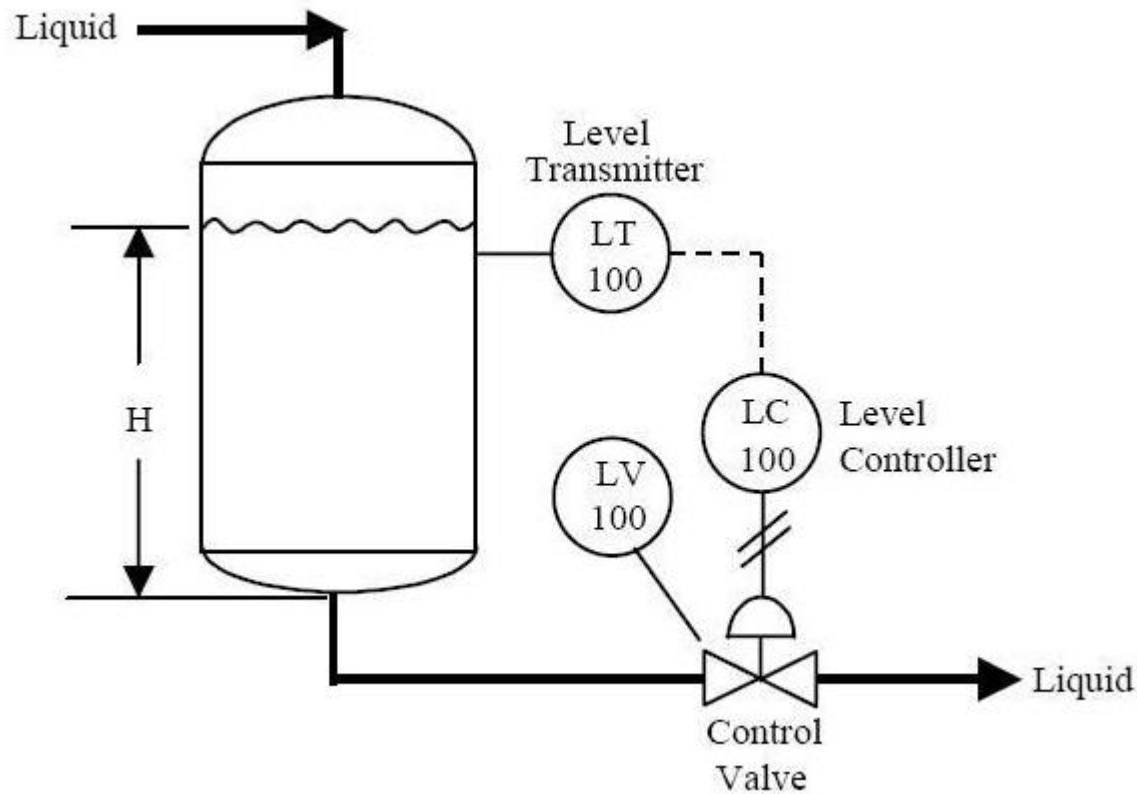 Liquid
Level
Transmitter
LT
100
H
LC
100
Level
Controller
LV
100
Liquid
Control
Valve